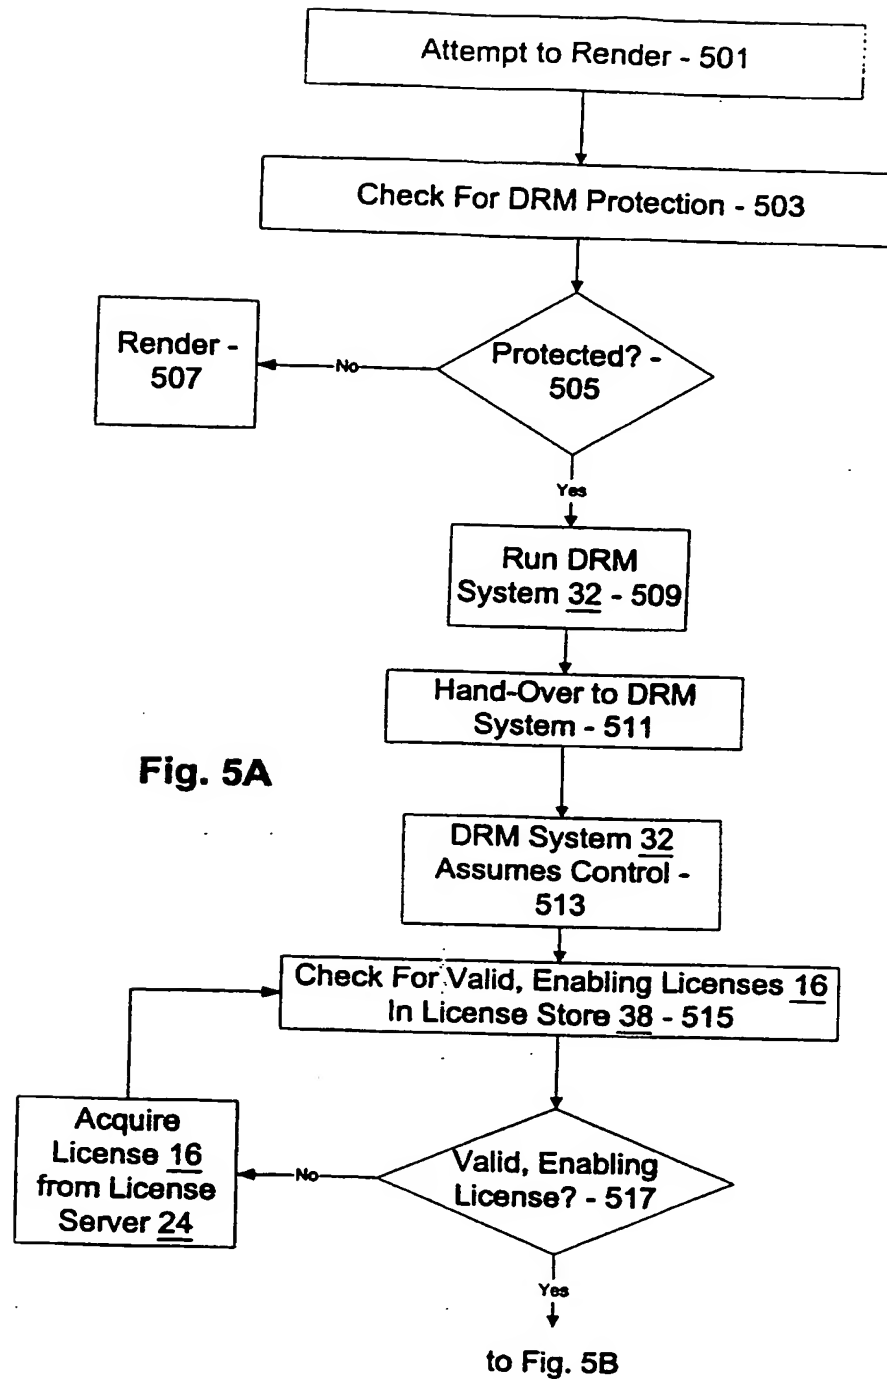 Attempt to Render - 501
Check For DRM Protection - 503
Render -
507
No
Protected? -
505
Yes
Run DRM
System 32 - 509
Hand-Over to DRM
System - 511
Fig. 5A
DRM System 32
Assumes Control -
513
Check For Valid, Enabling Licenses 16
In License Store 38 - 515
Acquire
License 16
from License
Server 24
No
Valid, Enabling
License? - 517
Yes
to Fig. 5B